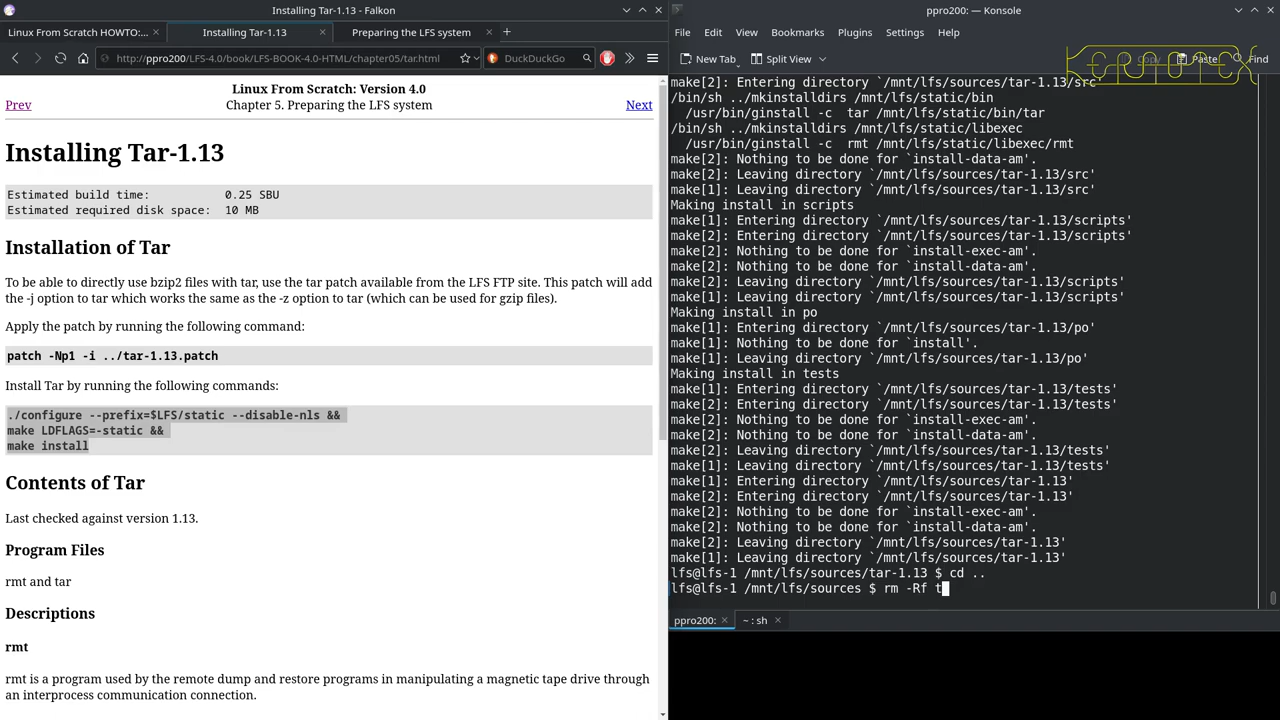 Installing Tar-1.13 - Falkon
Linux From Scratch HOWTO:...
Installing Tar-1.13
Preparing the LFS system
http://ppro200/LFS-4.0/book/LFS-BOOK-4.0-HTML/chapter05/tar.html
DuckDuckGo
Linux From Scratch: Version 4.0
Prev
Chapter 5. Preparing the LFS system
Next
Installing Tar-1.13
Estimated build time: 0.25 SBU
Estimated required disk space: 10 MB
Installation of Tar
To be able to directly use bzip2 files with tar, use the tar patch available from the LFS FTP site. This patch will add
the -j option to tar which works the same as the -z option to tar (which can be used for gzip files).
Apply the patch by running the following command:
patch -Np1 -i ../tar-1.13.patch
Install Tar by running the following commands:
./configure --prefix=$LFS/static --disable-nls &&
make LDFLAGS=-static &&
make install
Contents of Tar
Last checked against version 1.13.
Program Files
rmt and tar
Descriptions
rmt
rmt is a program used by the remote dump and restore programs in manipulating a magnetic tape drive through
an interprocess communication connection.
ppro200: — Konsole
File Edit View Bookmarks Plugins Settings Help
New Tab Split View Copy Paste Find
make[2]: Entering directory `/mnt/lfs/sources/tar-1.13/src'
/bin/sh ../mkinstalldirs /mnt/lfs/static/bin
/usr/bin/ginstall -c tar /mnt/lfs/static/bin/tar
/bin/sh ../mkinstalldirs /mnt/lfs/static/libexec
/usr/bin/ginstall -c rmt /mnt/lfs/static/libexec/rmt
make[2]: Nothing to be done for `install-data-am'.
make[2]: Leaving directory `/mnt/lfs/sources/tar-1.13/src'
make[1]: Leaving directory `/mnt/lfs/sources/tar-1.13/src'
Making install in scripts
make[1]: Entering directory `/mnt/lfs/sources/tar-1.13/scripts'
make[2]: Entering directory `/mnt/lfs/sources/tar-1.13/scripts'
make[2]: Nothing to be done for `install-exec-am'.
make[2]: Nothing to be done for `install-data-am'.
make[2]: Leaving directory `/mnt/lfs/sources/tar-1.13/scripts'
make[1]: Leaving directory `/mnt/lfs/sources/tar-1.13/scripts'
Making install in po
make[1]: Entering directory `/mnt/lfs/sources/tar-1.13/po'
make[1]: Nothing to be done for `install'.
make[1]: Leaving directory `/mnt/lfs/sources/tar-1.13/po'
Making install in tests
make[1]: Entering directory `/mnt/lfs/sources/tar-1.13/tests'
make[2]: Entering directory `/mnt/lfs/sources/tar-1.13/tests'
make[2]: Nothing to be done for `install-exec-am'.
make[2]: Nothing to be done for `install-data-am'.
make[2]: Leaving directory `/mnt/lfs/sources/tar-1.13/tests'
make[1]: Leaving directory `/mnt/lfs/sources/tar-1.13/tests'
make[1]: Entering directory `/mnt/lfs/sources/tar-1.13'
make[2]: Entering directory `/mnt/lfs/sources/tar-1.13'
make[2]: Nothing to be done for `install-exec-am'.
make[2]: Nothing to be done for `install-data-am'.
make[2]: Leaving directory `/mnt/lfs/sources/tar-1.13'
make[1]: Leaving directory `/mnt/lfs/sources/tar-1.13'
lfs@lfs-1 /mnt/lfs/sources/tar-1.13 $ cd ..
lfs@lfs-1 /mnt/lfs/sources $ rm -Rf t
ppro200:
~ : sh